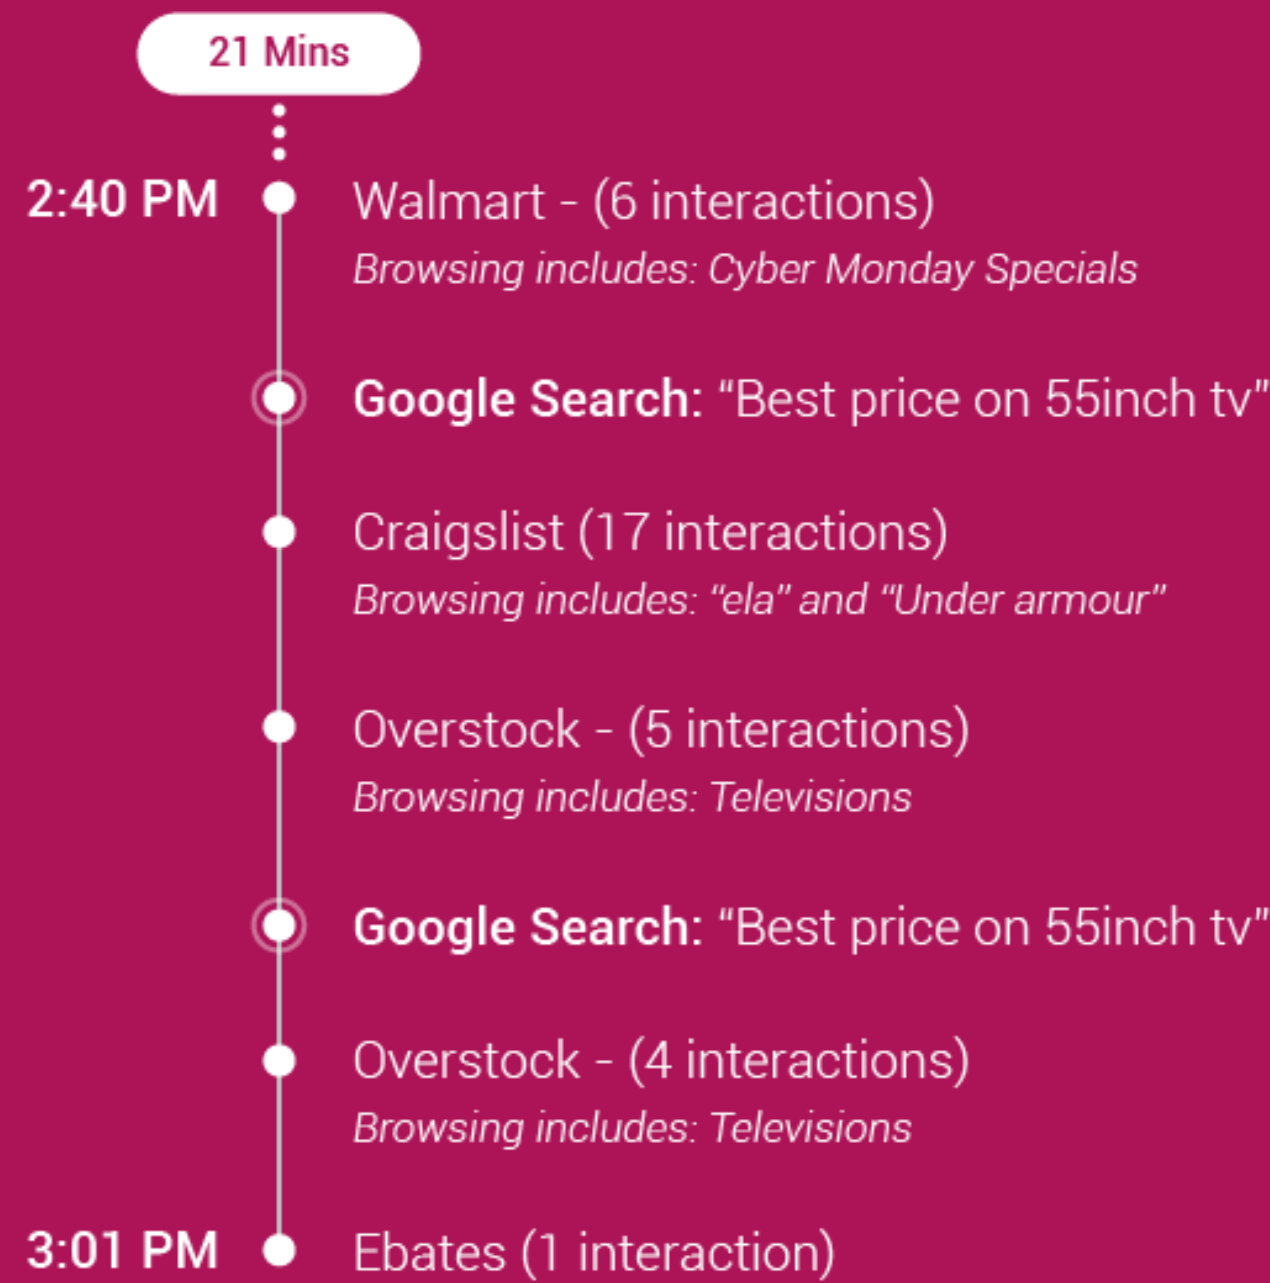 21 Mins
2:40 PM Walmart - (6 interactions)
Browsing includes: Cyber Monday Specials
Google Search: “Best price on 55inch tv”
Craigslist (17 interactions)
Browsing includes: “ela” and “Under armour”
Overstock - (5 interactions)
Browsing includes: Televisions
Google Search: “Best price on 55inch tv”
Overstock - (4 interactions)
Browsing includes: Televisions
3:01 PM Ebates (1 interaction)